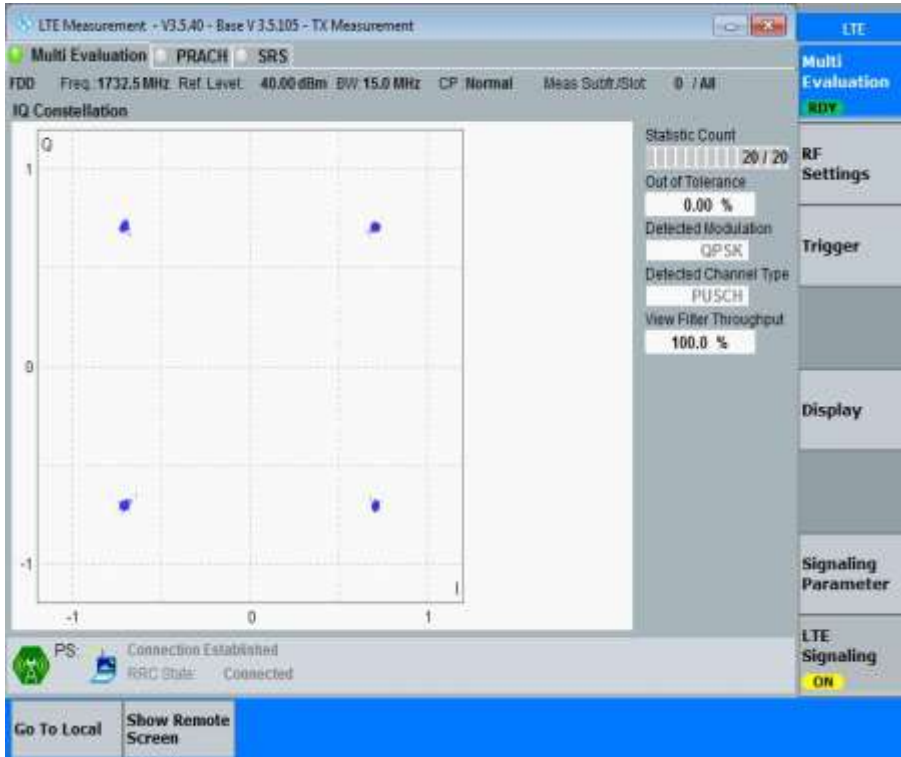 LTE Measurement - V3.5.40 - Base V 3.5.105 - TX Measurement
Multi Evaluation PRACH SRS
FDD Freq.: 1732.5 MHz Ref. Level: 40.00 dBm BW: 15.0 MHz CP: Normal Meas Subfr./Slot: 0 / All
IQ Constellation
Q
1
0
-1
I
-1 0 1
Statistic Count
20 / 20
Out of Tolerance
0.00 %
Detected Modulation
QPSK
Detected Channel Type
PUSCH
View Filter Throughput
100.0 %
PS: Connection Established
RRC State: Connected
LTE
Multi
Evaluation
RDY
RF
Settings
Trigger
Display
Signaling
Parameter
LTE
Signaling
ON
Go To Local
Show Remote
Screen